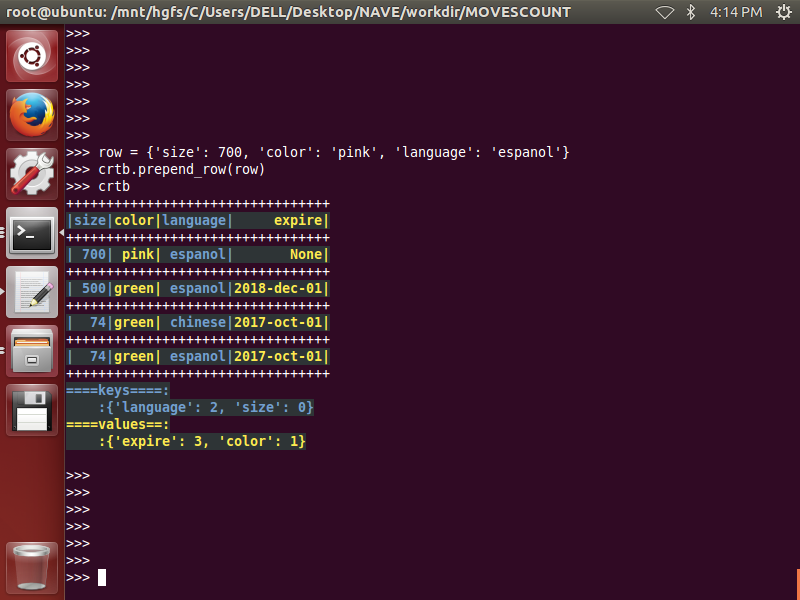 root@ubuntu: /mnt/hgfs/C/Users/DELL/Desktop/NAVE/workdir/MOVESCOUNT 4:14 PM
>>>
>>>
>>>
>>>
>>>
>>>
>>>
>>> row = {'size': 700, 'color': 'pink', 'language': 'espanol'}
>>> crtb.prepend_row(row)
>>> crtb
+++++++++++++++++++++++++++++++++
|size|color|language|     expire|
+++++++++++++++++++++++++++++++++
| 700| pink| espanol|       None|
+++++++++++++++++++++++++++++++++
| 500|green| espanol|2018-dec-01|
+++++++++++++++++++++++++++++++++
|  74|green| chinese|2017-oct-01|
+++++++++++++++++++++++++++++++++
|  74|green| espanol|2017-oct-01|
+++++++++++++++++++++++++++++++++
====keys====:
    :{'language': 2, 'size': 0}
====values==:
    :{'expire': 3, 'color': 1}
>>>
>>>
>>>
>>>
>>>
>>>
>>>